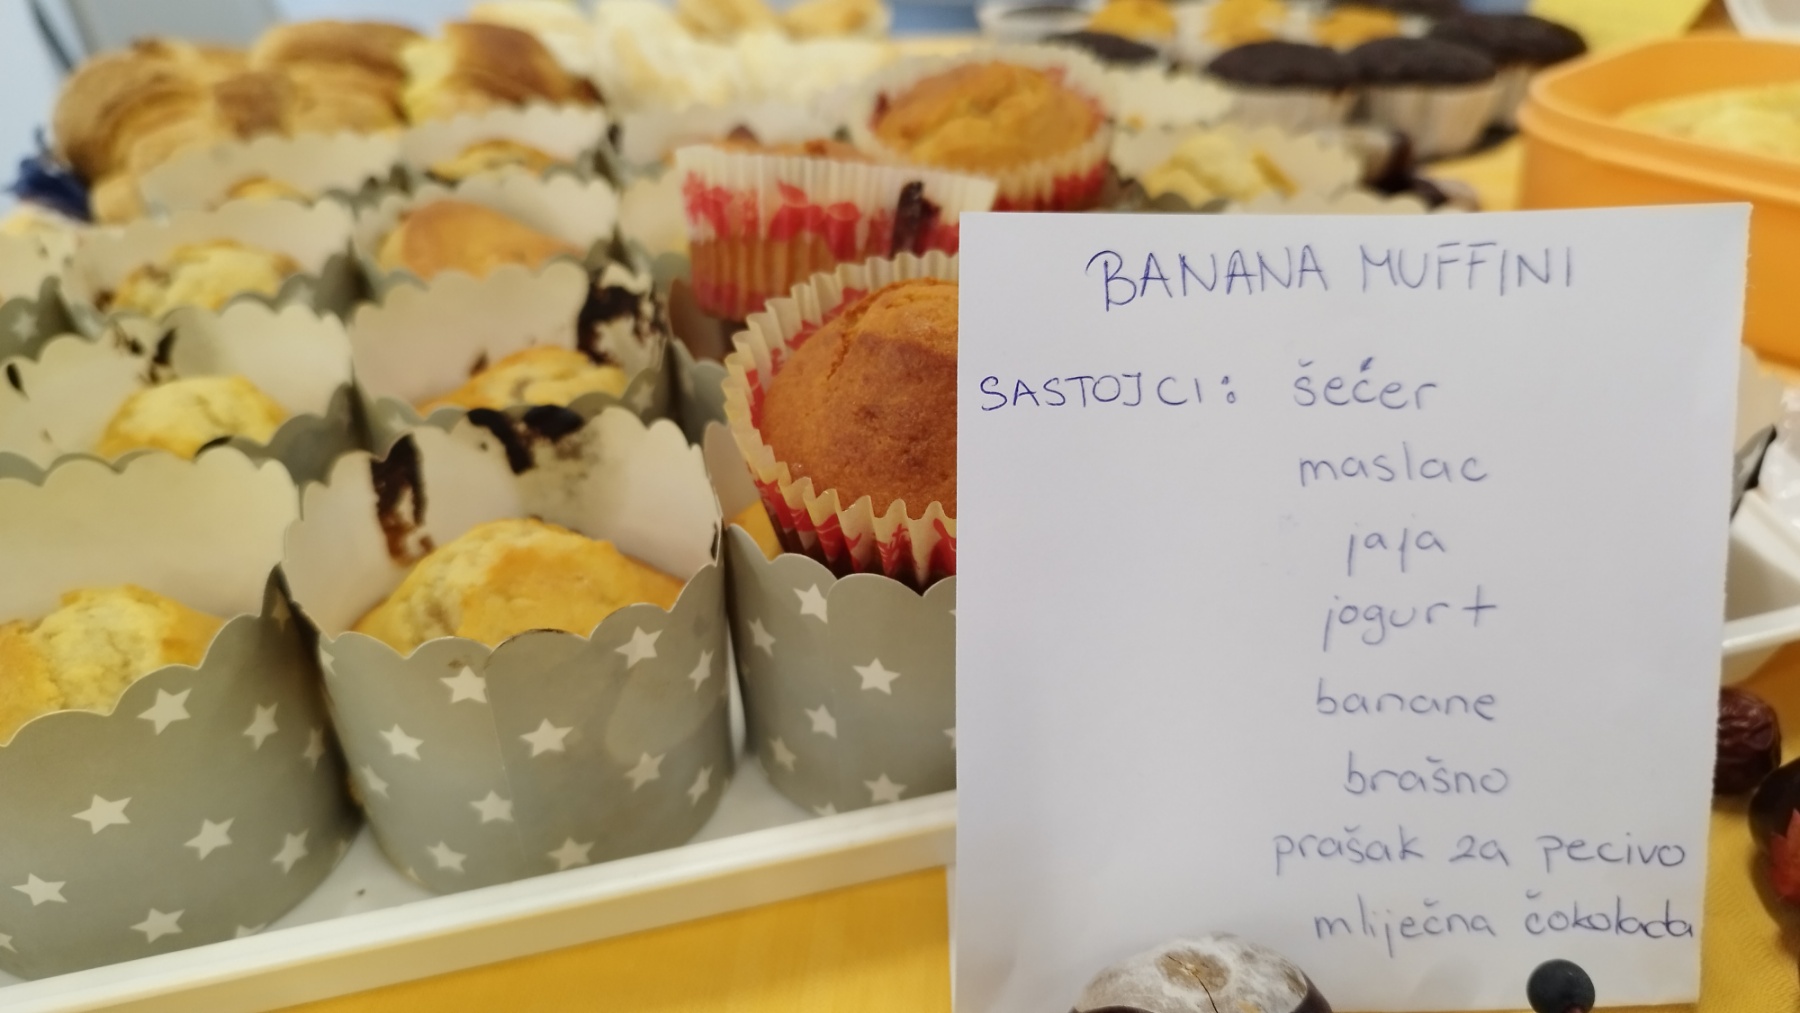 BANANA MUFFINI
SASTOJCI: šećer
maslac
jaja
jogurt
banane
brašno
prašak za pecivo
mliječna čokolada